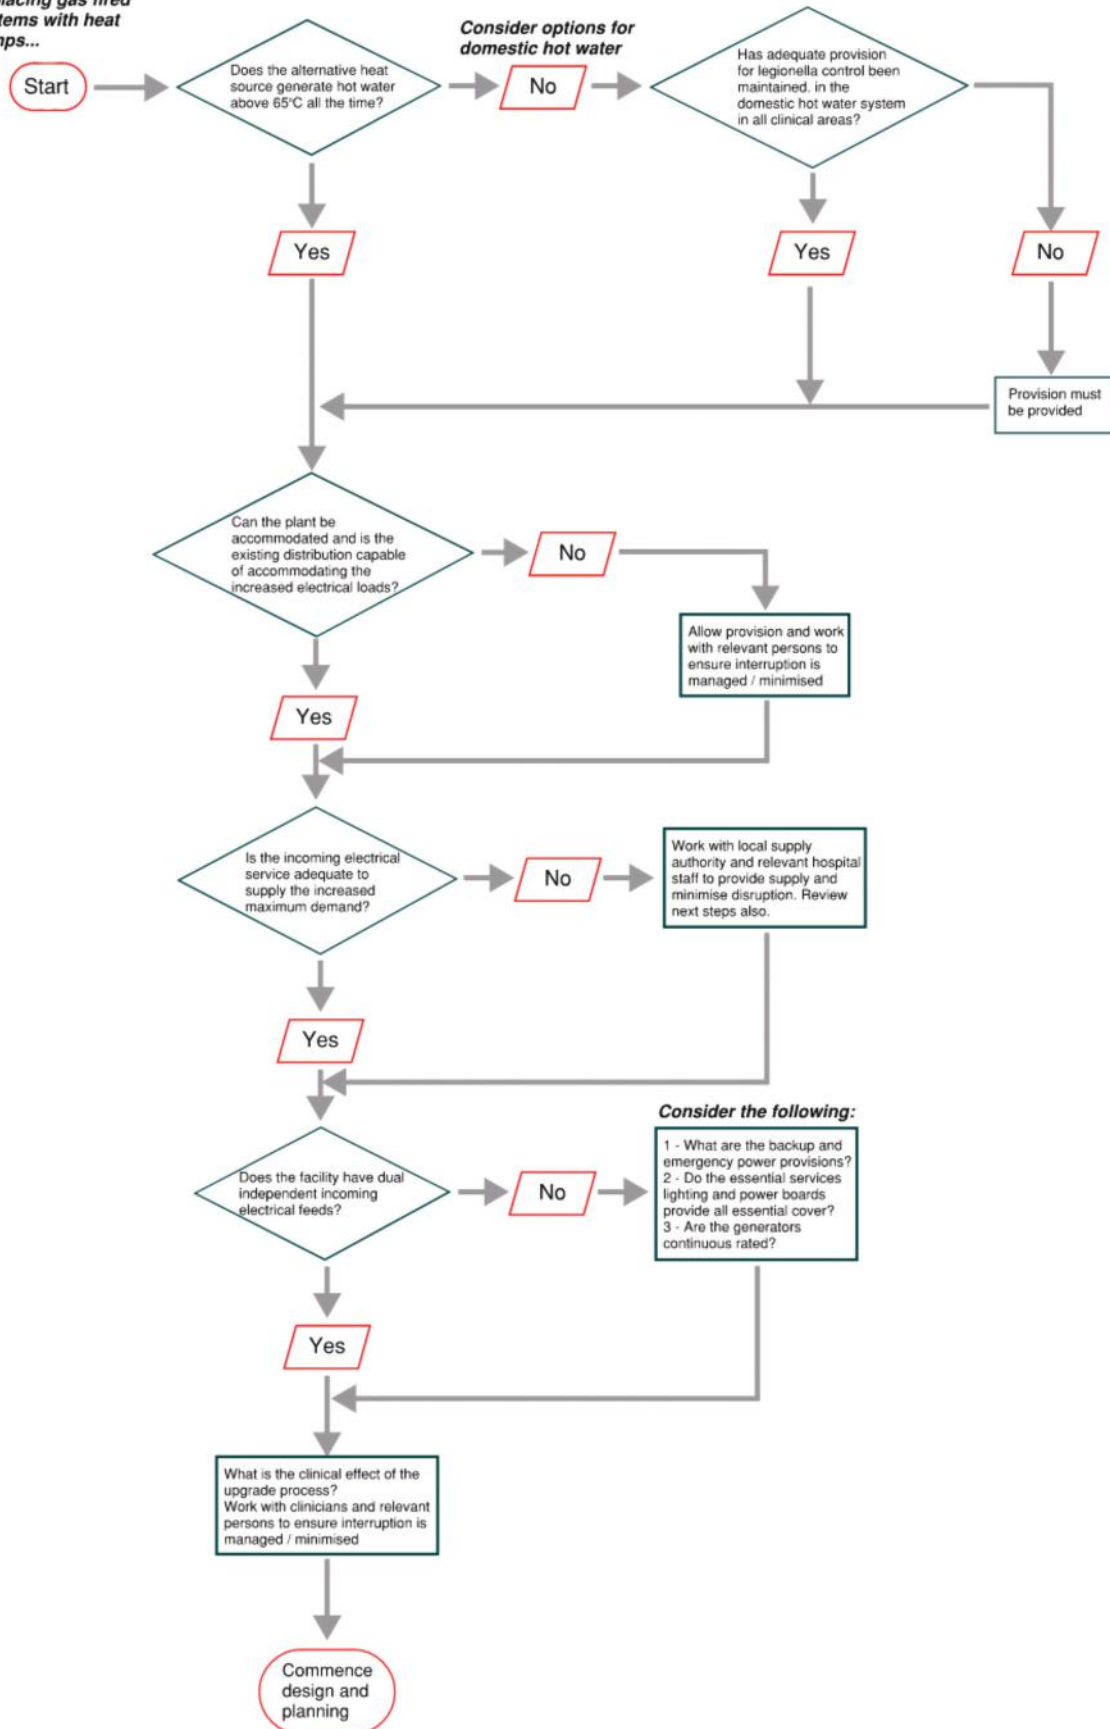 gas fired
with heat
Start
Does the alternative heat
source generate hot water
above 65°C all the time?
Consider options for
domestic hot water
No
Has adequate provision
for legionella control been
maintained. in the
domestic hot water system
in all clinical areas?
Yes
Yes
No
Provision must
be provided
Can the plant be
accommodated and is the
existing distribution capable
of accommodating the
increased electrical loads?
No
Allow provision and work
with relevant persons to
ensure interruption is
managed / minimised
Yes
Is the incoming electrical
service adequate to
supply the increased
maximum demand?
No
Work with local supply
authority and relevant hospital
staff to provide supply and
minimise disruption. Review
next steps also.
Yes
Does the facility have dual
independent incoming
electrical feeds?
No
Consider the following:
1 - What are the backup and
emergency power provisions?
2 - Do the essential services
lighting and power boards
provide all essential cover?
3 - Are the generators
continuous rated?
Yes
What is the clinical effect of the
upgrade process?
Work with clinicians and relevant
persons to ensure interruption is
managed / minimised
Commence
design and
planning